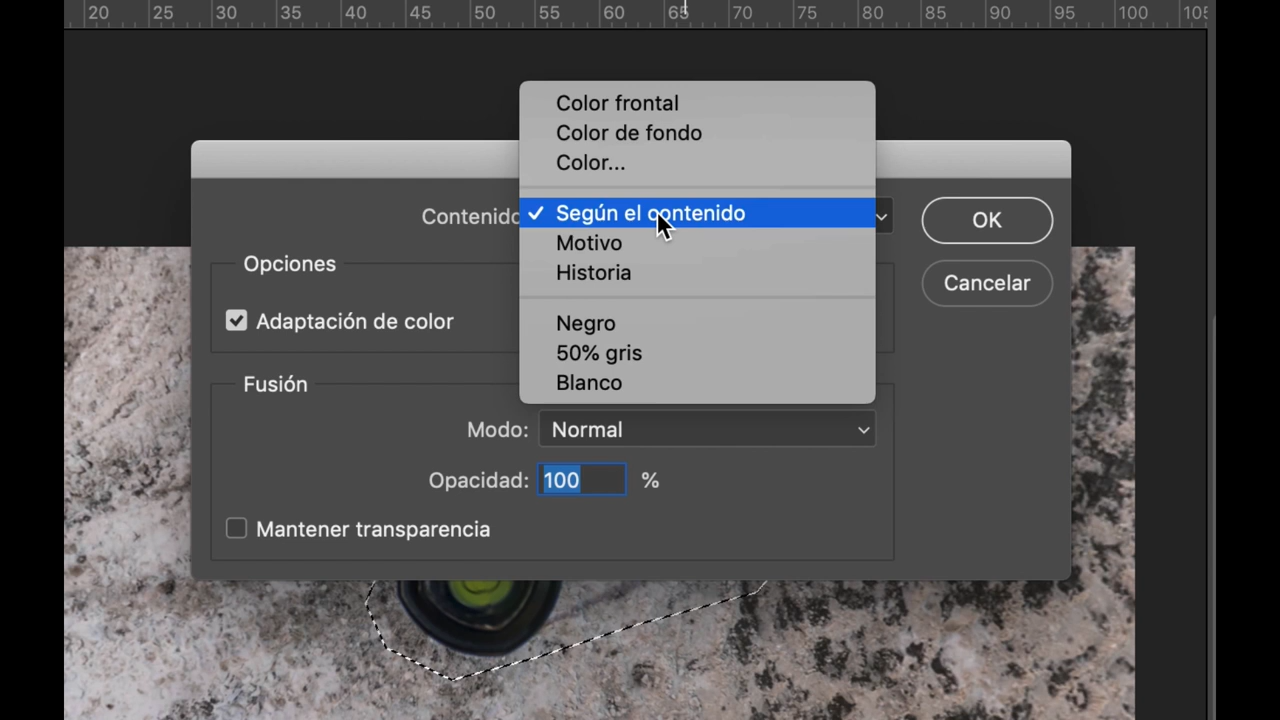 20 25 30 35 40 45 50 55 60 65 70 75 80 85 90 95 100 105
Color frontal
Color de fondo
Color...
Contenido
Según el contenido
OK
Motivo
Opciones
Historia
Cancelar
Adaptación de color
Negro
50% gris
Fusión
Blanco
Modo: Normal
Opacidad: 100 %
Mantener transparencia